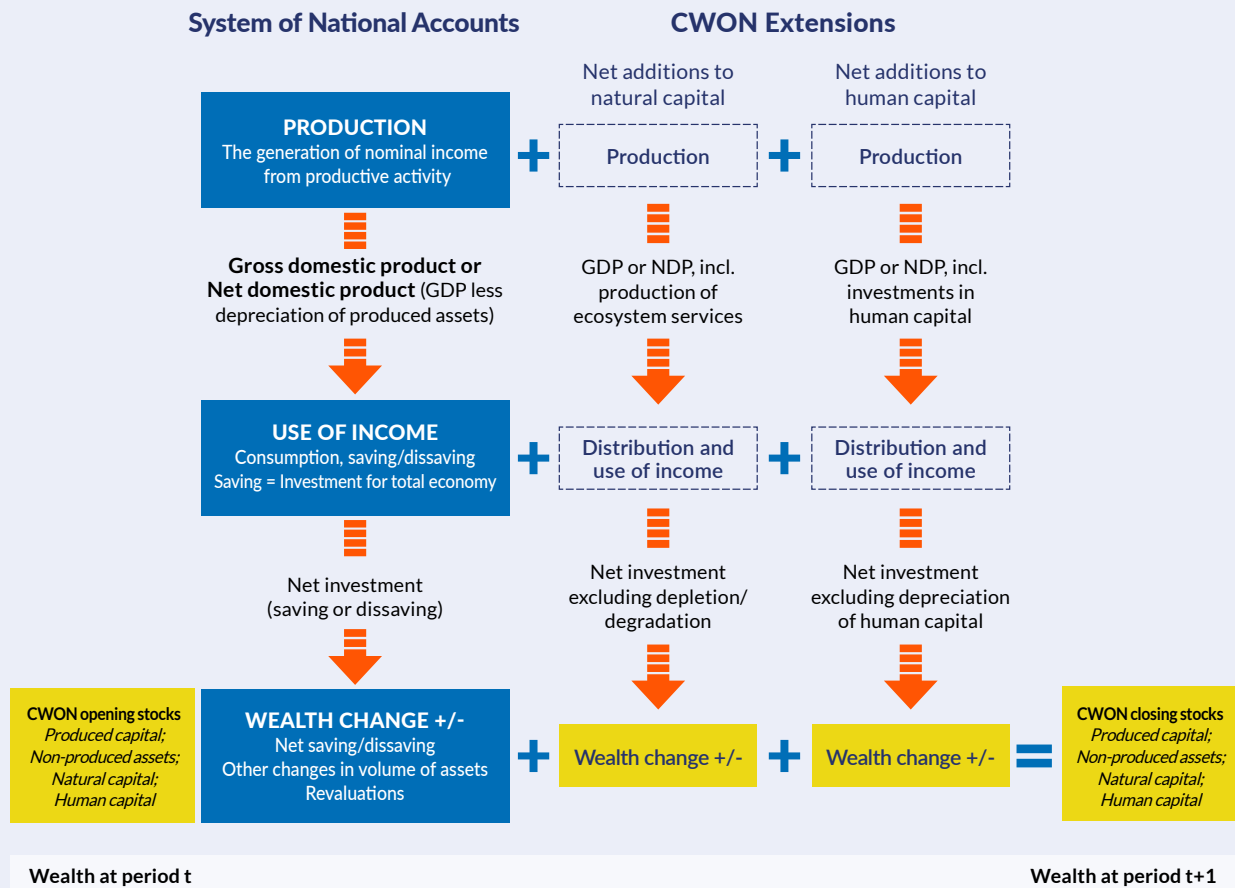 System of National Accounts
CWON Extensions
Net additions to
natural capital
Net additions to
human capital
PRODUCTION
The generation of nominal income
from productive activity
+
Production
+
Production
Gross domestic product or
Net domestic product (GDP less
depreciation of produced assets)
GDP or NDP, incl.
production of
ecosystem services
GDP or NDP, incl.
investments in
human capital
USE OF INCOME
Consumption, saving/dissaving
Saving = Investment for total economy
+
Distribution and
use of income
+
Distribution and
use of income
Net investment
(saving or dissaving)
Net investment
excluding depletion/
degradation
Net investment
excluding depreciation
of human capital
CWON opening stocks
Produced capital;
Non-produced assets;
Natural capital;
Human capital
WEALTH CHANGE +/-
Net saving/dissaving
Other changes in volume of assets
Revaluations
+
Wealth change +/-
+
Wealth change +/-
=
CWON closing stocks
Produced capital;
Non-produced assets;
Natural capital;
Human capital
Wealth at period t
Wealth at period t+1